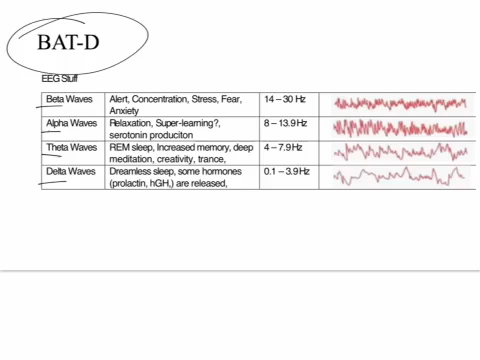 BAT-D
EEG Stuff
Beta Waves Alert, Concentration, Stress, Fear, 14 – 30 Hz
Anxiety
Alpha Waves Relaxation, Super-learning?, 8 – 13.9 Hz
serotonin produciton
Theta Waves REM sleep, Increased memory, deep 4 – 7.9 Hz
meditation, creativity, trance,
Delta Waves Dreamless sleep, some hormones 0.1 – 3.9 Hz
(prolactin, hGH,) are released,